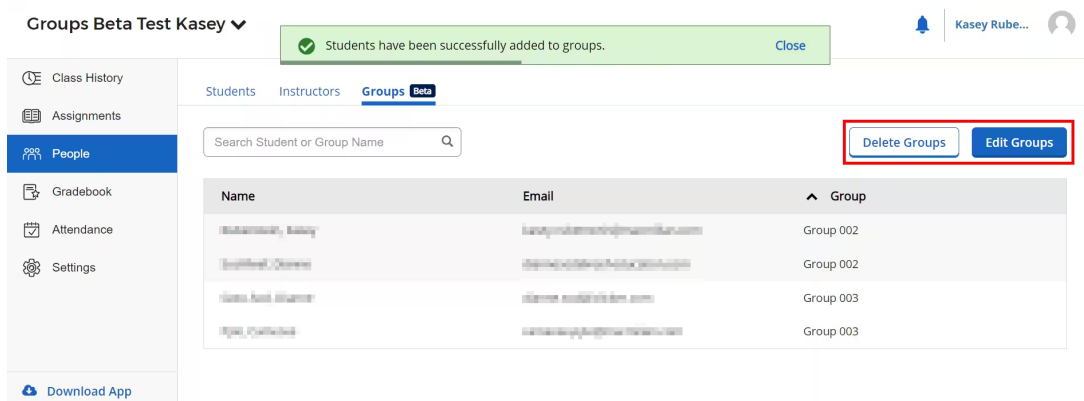 Groups Beta Test Kasey
Students have been successfully added to groups.
Close
Kasey Rube...
Class History
Assignments
People
Gradebook
Attendance
Settings
Download App
Students Instructors Groups Beta
Search Student or Group Name
Delete Groups Edit Groups
Name Email Group
Group 002
Group 002
Group 003
Group 003